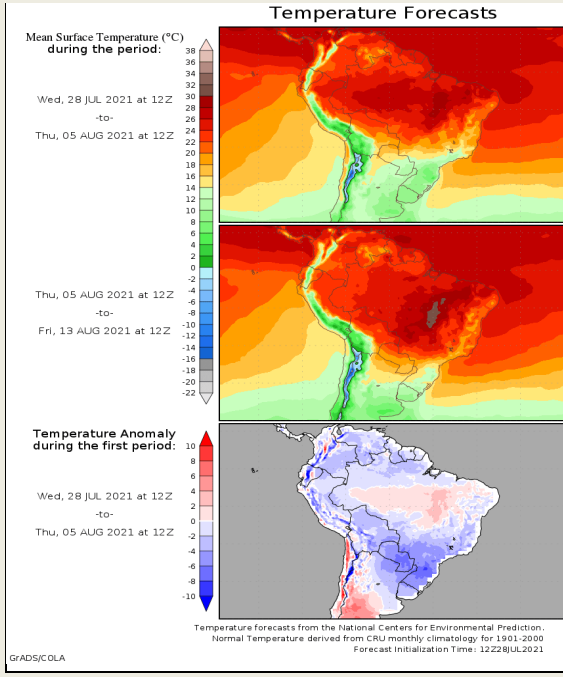 Temperature Forecasts
Mean Surface Temperature (°C)
during the period:
Wed, 28 JUL 2021 at 12Z
-to-
Thu, 05 AUG 2021 at 12Z
38
36
34
32
30
28
26
24
22
20
18
16
14
12
10
8
6
4
2
0
-2
-4
-6
-8
-10
-12
-14
-16
-18
-20
-22
Thu, 05 AUG 2021 at 12Z
-to-
Fri, 13 AUG 2021 at 12Z
Temperature Anomaly
during the first period:
Wed, 28 JUL 2021 at 12Z
-to-
Thu, 05 AUG 2021 at 12Z
10
8
6
4
2
0
-2
-4
-6
-8
-10
Temperature forecasts from the National Centers for Environmental Prediction.
Normal Temperature derived from CRU monthly climatology for 1901-2000
Forecast Initialization Time: 12Z28JUL2021
GrADS/COLA